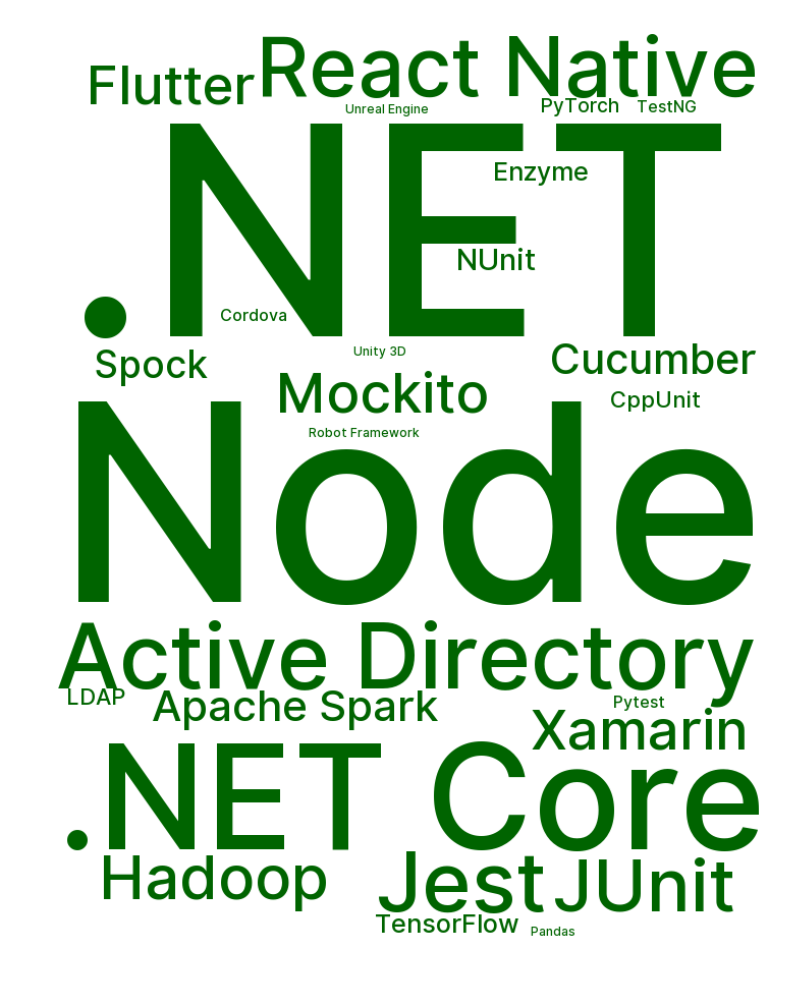 React Native
Flutter
Unreal Engine
PyTorch
TestNG
.NET
Enzyme
NUnit
Cordova
Unity 3D
Spock
Cucumber
Mockito
CppUnit
Robot Framework
Node
Active Directory
LDAP
Apache Spark
Pytest
Xamarin
.NET Core
Hadoop
Jest
JUnit
TensorFlow
Pandas